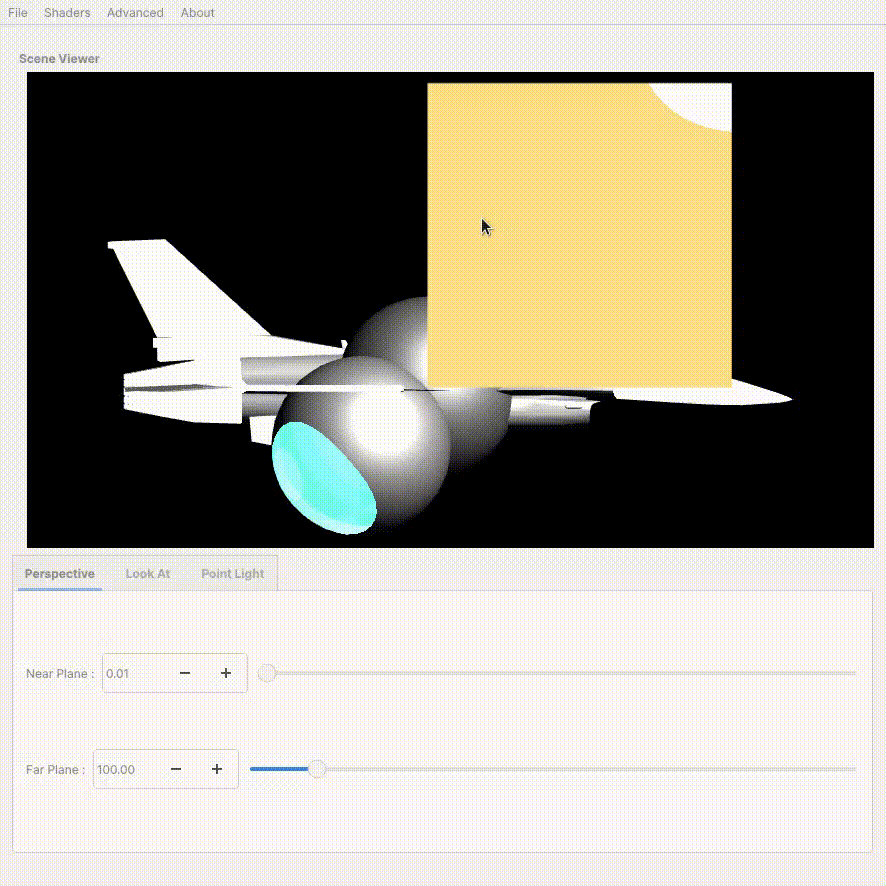 File Shaders Advanced About
Scene Viewer
Perspective Look At Point Light
Near Plane : 0.01 − +
Far Plane : 100.00 − +